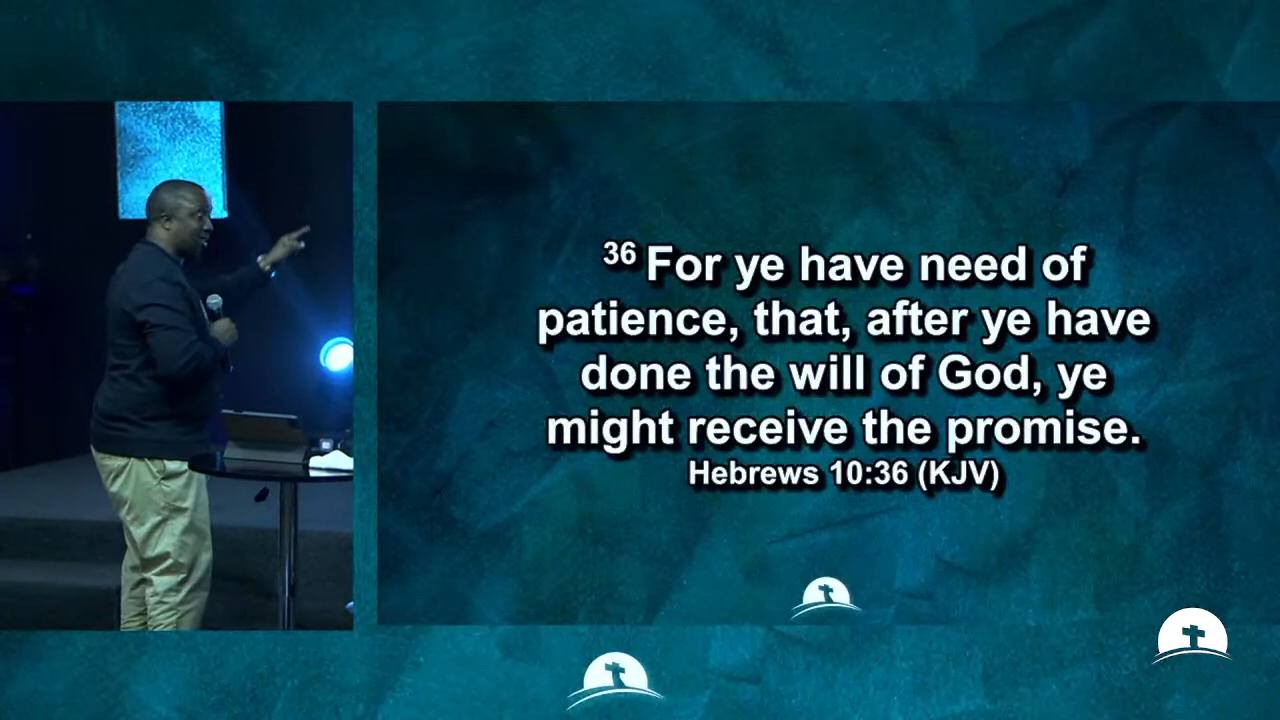 36 For ye have need of
patience, that, after ye have
done the will of God, ye
might receive the promise.
Hebrews 10:36 (KJV)